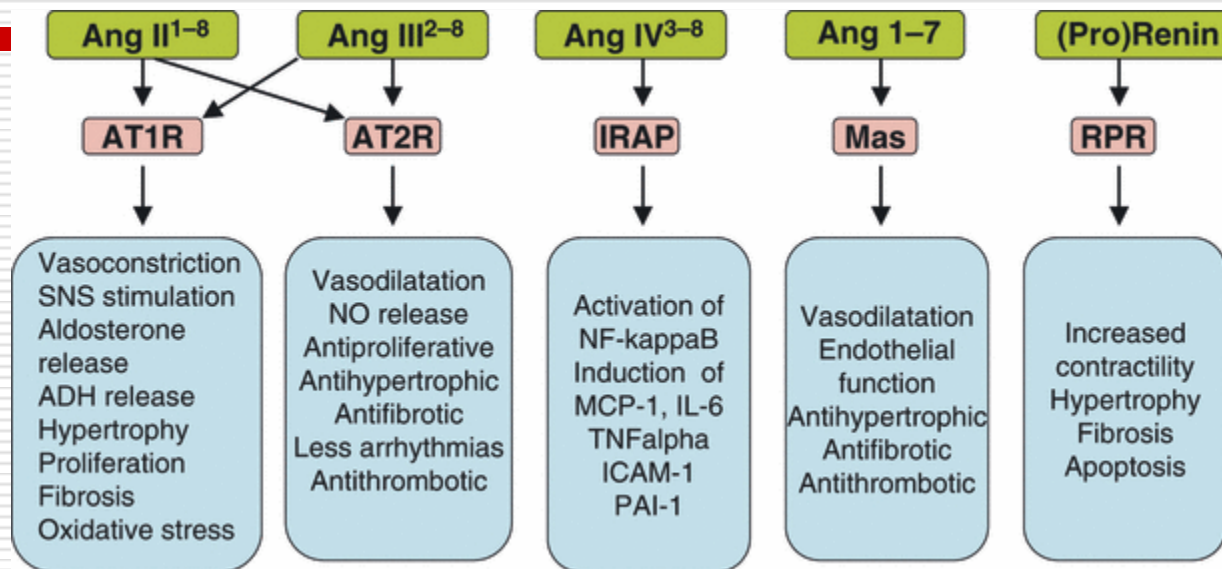 Ang II1–8
Ang III2–8
Ang IV3–8
Ang 1–7
(Pro)Renin
AT1R
AT2R
IRAP
Mas
RPR
Vasoconstriction
SNS stimulation
Aldosterone
release
ADH release
Hypertrophy
Proliferation
Fibrosis
Oxidative stress
Vasodilatation
NO release
Antiproliferative
Antihypertrophic
Antifibrotic
Less arrhythmias
Antithrombotic
Activation of
NF-kappaB
Induction of
MCP-1, IL-6
TNFalpha
ICAM-1
PAI-1
Vasodilatation
Endothelial
function
Antihypertrophic
Antifibrotic
Antithrombotic
Increased
contractility
Hypertrophy
Fibrosis
Apoptosis